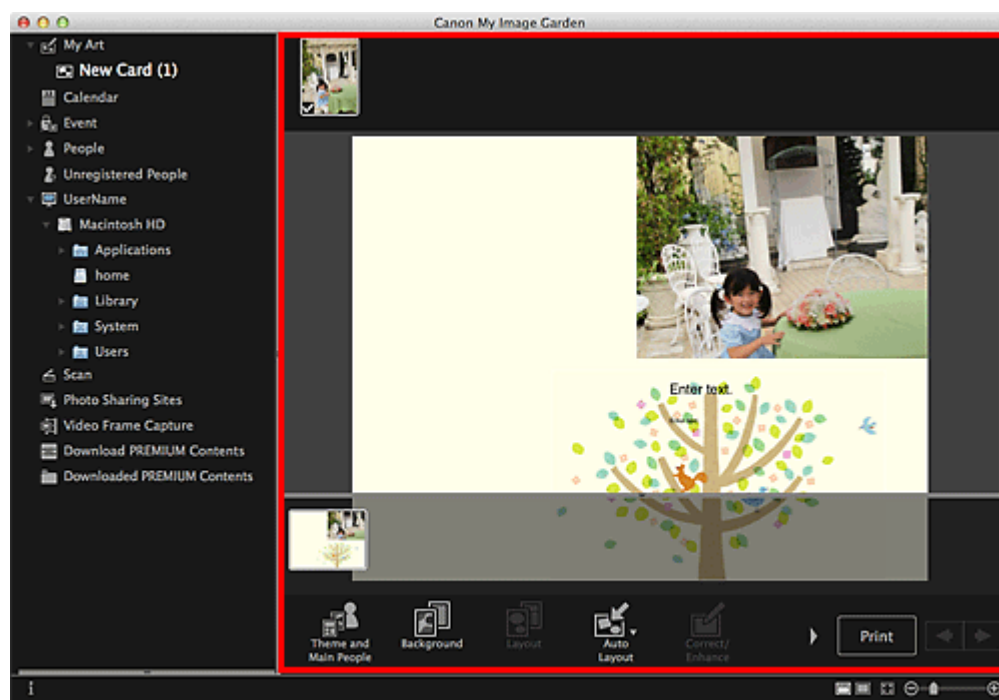 Canon My Image Garden
My Art
New Card (1)
Calendar
Event
People
Unregistered People
UserName
Macintosh HD
Applications
home
Library
System
Users
Scan
Photo Sharing Sites
Video Frame Capture
Download PREMIUM Contents
Downloaded PREMIUM Contents
Enter text.
Theme and
Main People
Background
Layout
Auto
Layout
Correct/
Enhance
Print